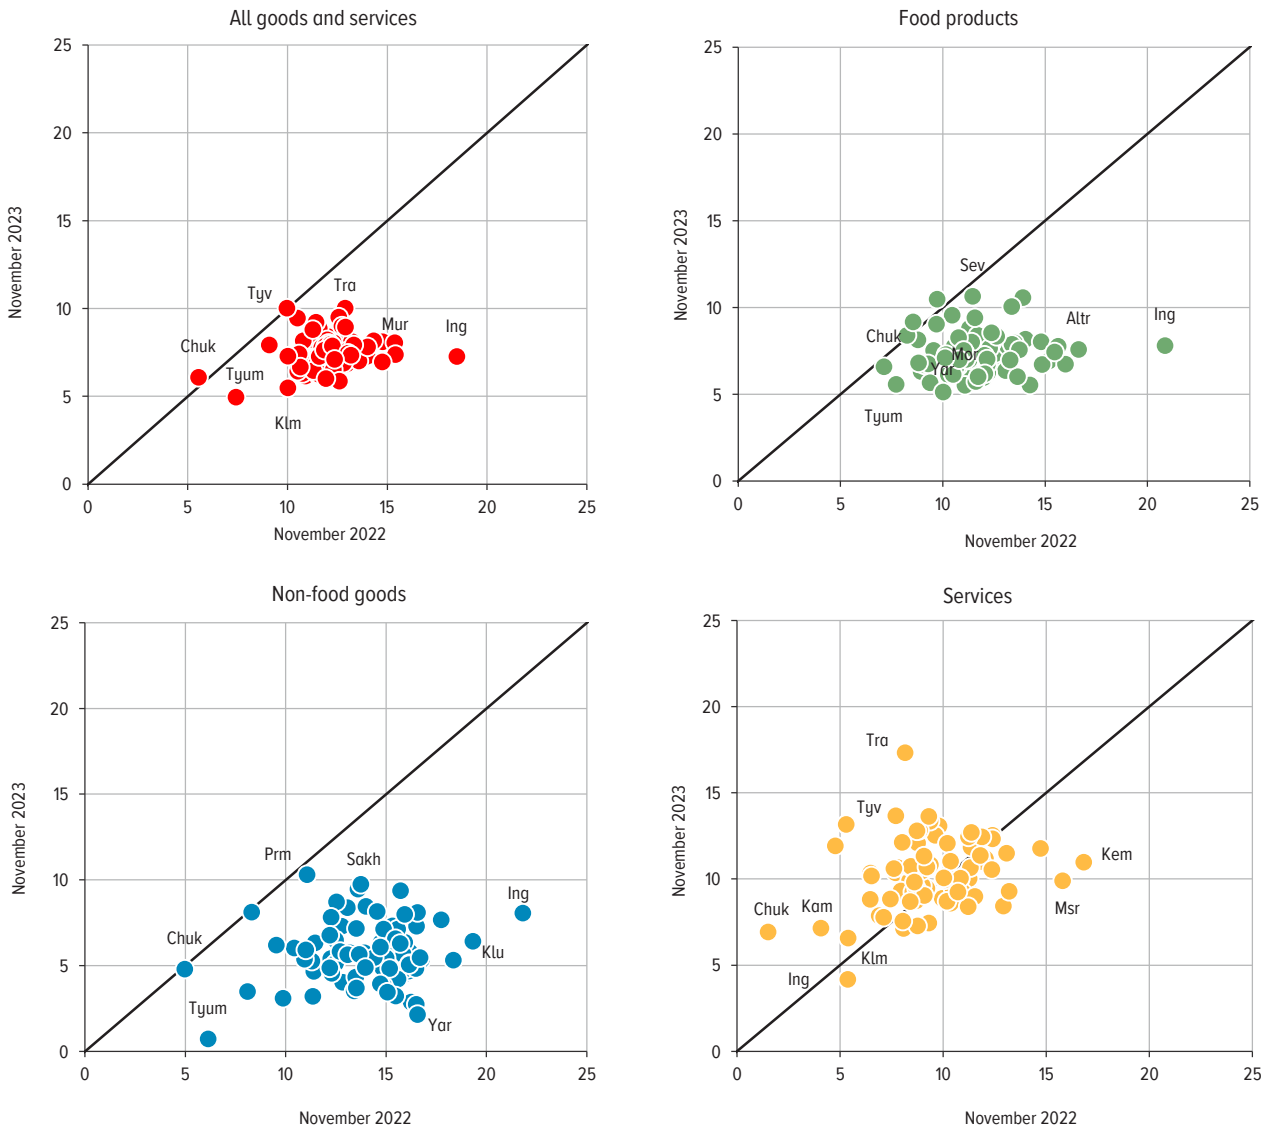 All goods and services
25
20
15
10
5
0
November 2023
Tyv
Tra
Mur
Ing
Chuk
Tyum
Klm
0 5 10 15 20 25
November 2022
Food products
25
20
15
10
5
0
November 2023
Sev
Altr
Ing
Chuk
Mor
Yar
Tyum
0 5 10 15 20 25
November 2022
Non-food goods
25
20
15
10
5
0
November 2023
Prm
Sakh
Ing
Chuk
Klu
Tyum
Yar
0 5 10 15 20 25
November 2022
Services
25
20
15
10
5
0
November 2023
Tra
Tyv
Kem
Chuk
Kam
Msr
Klm
Ing
0 5 10 15 20 25
November 2022